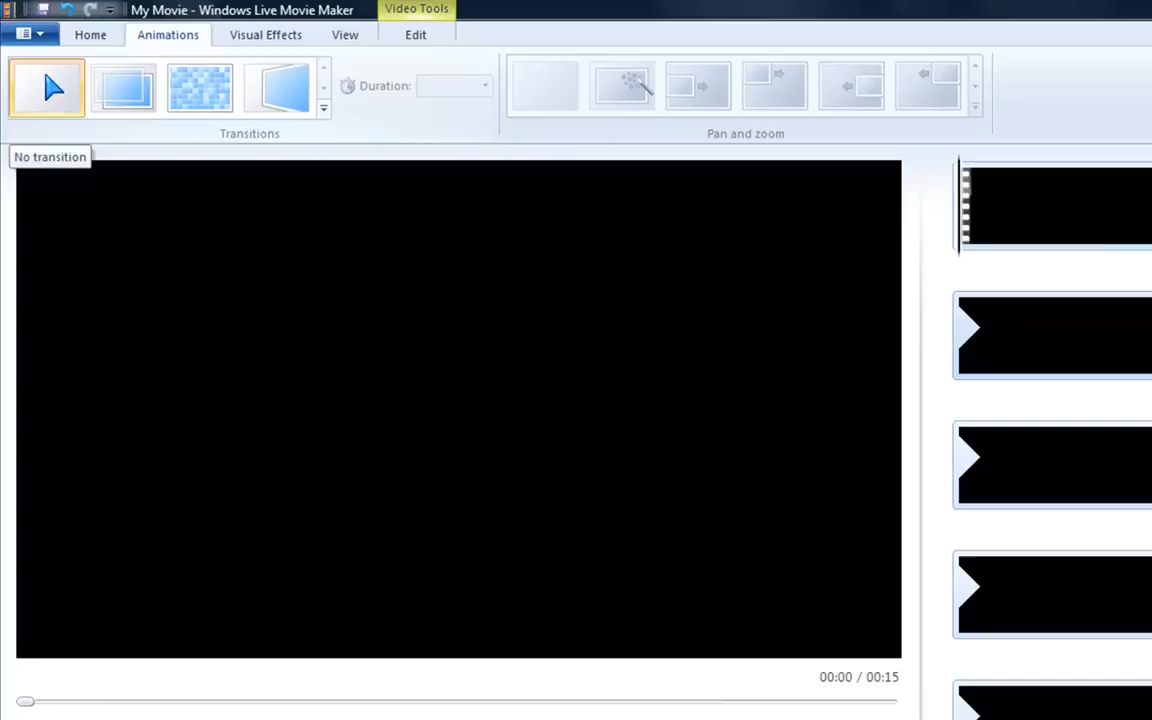 My Movie - Windows Live Movie Maker
Video Tools
Home
Animations
Visual Effects
View
Edit
Duration:
Transitions
Pan and zoom
No transition
00:00 / 00:15